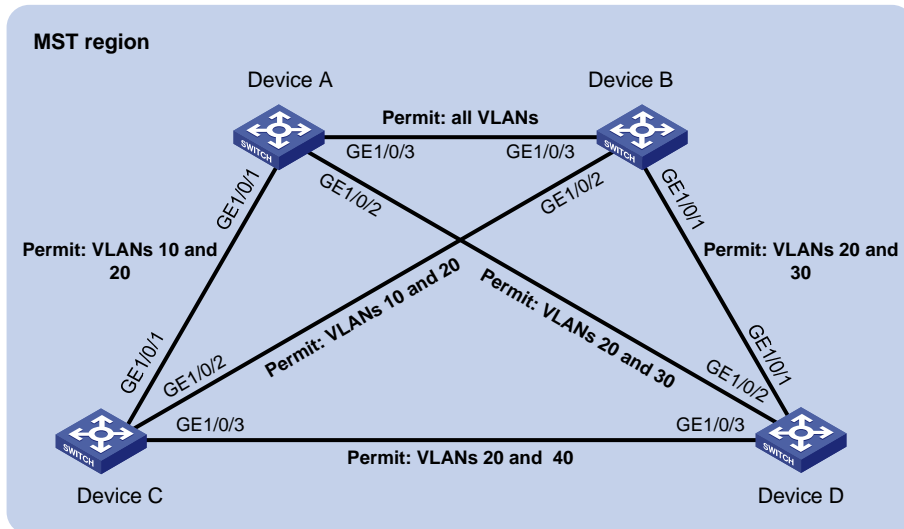 MST region
Device A
Device B
Permit: all VLANs
SWITCH
SWITCH
GE1/0/3
GE1/0/3
GE1/0/1
GE1/0/2
GE1/0/2
GE1/0/1
Permit: VLANs 10 and
20
Permit: VLANs 20 and
30
Permit: VLANs 10 and 20
Permit: VLANs 20 and 30
GE1/0/1
GE1/0/2
GE1/0/2
GE1/0/1
GE1/0/3
GE1/0/3
SWITCH
SWITCH
Permit: VLANs 20 and  40
Device C
Device D